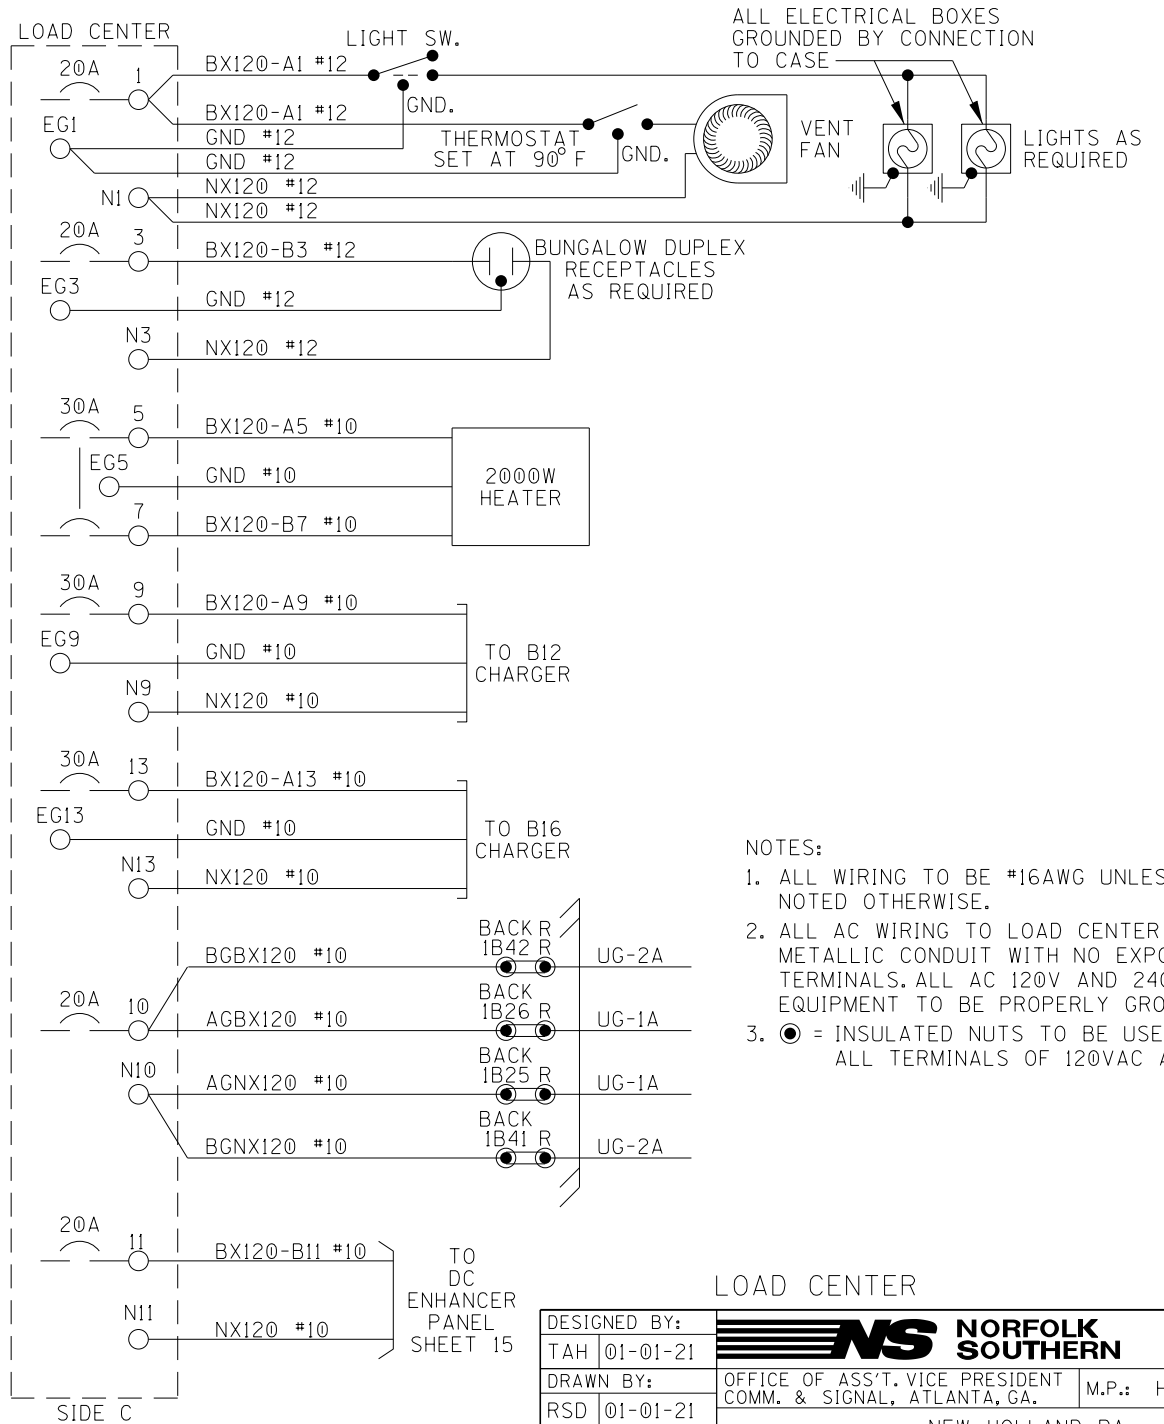 LOAD CENTER
LIGHT SW.
ALL ELECTRICAL BOXES
GROUNDED BY CONNECTION
TO CASE
20A
1
BX120-A1 #12
BX120-A1 #12
GND.
EG1
GND #12
GND #12
THERMOSTAT
SET AT 90° F
GND.
VENT
FAN
LIGHTS AS
REQUIRED
N1
NX120 #12
NX120 #12
20A
3
BX120-B3 #12
BUNGALOW DUPLEX
RECEPTACLES
AS REQUIRED
EG3
GND #12
N3
NX120 #12
30A
5
BX120-A5 #10
EG5
GND #10
2000W
HEATER
7
BX120-B7 #10
30A
9
BX120-A9 #10
EG9
GND #10
TO B12
CHARGER
N9
NX120 #10
30A
13
BX120-A13 #10
EG13
GND #10
TO B16
CHARGER
N13
NX120 #10
NOTES:
1. ALL WIRING TO BE #16AWG UNLES
NOTED OTHERWISE.
2. ALL AC WIRING TO LOAD CENTER
METALLIC CONDUIT WITH NO EXPO
TERMINALS. ALL AC 120V AND 240
EQUIPMENT TO BE PROPERLY GRO
3. = INSULATED NUTS TO BE USE
ALL TERMINALS OF 120VAC A
BACK R
1B42 R
BGBX120 #10
UG-2A
20A
10
BACK
1B26 R
AGBX120 #10
UG-1A
N10
BACK
1B25 R
AGNX120 #10
UG-1A
BACK
1B41 R
BGNX120 #10
UG-2A
20A
11
BX120-B11 #10
TO
DC
ENHANCER
PANEL
SHEET 15
N11
NX120 #10
SIDE C
LOAD CENTER
DESIGNED BY:
TAH 01-01-21
DRAWN BY:
RSD 01-01-21
NS NORFOLK
SOUTHERN
OFFICE OF ASS'T. VICE PRESIDENT
COMM. & SIGNAL, ATLANTA, GA.
M.P.: H
NEW HOLLAND PA